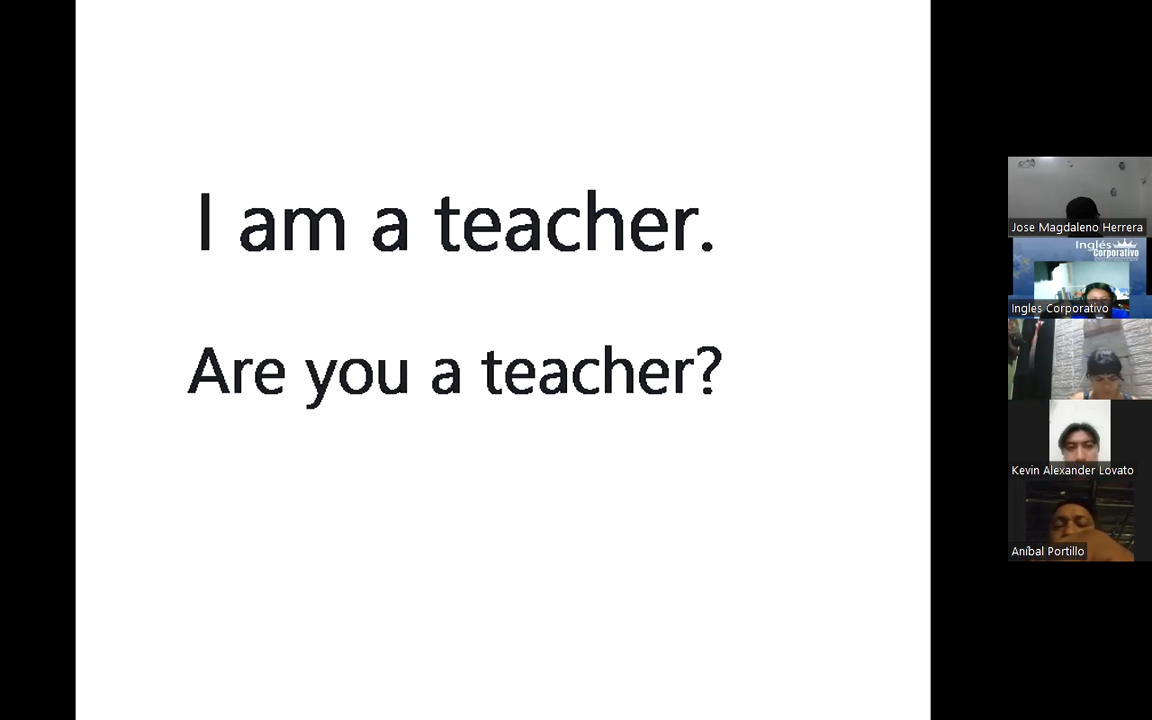 I am a teacher.
Are you a teacher?
Jose Magdaleno Herrera
Inglés
Corporativo
Ingles Corporativo
Kevin Alexander Lovato
Aníbal Portillo